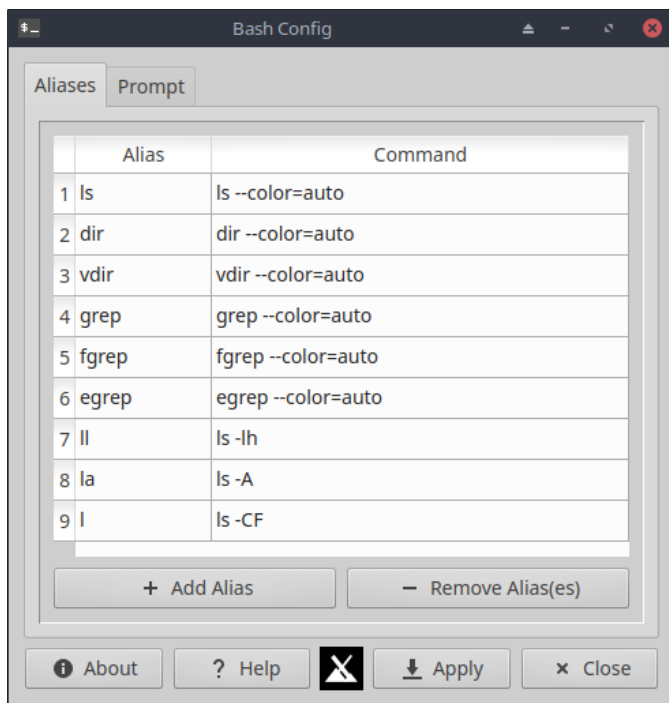 $_ Bash Config
Aliases Prompt
Alias Command
1 ls ls --color=auto
2 dir dir --color=auto
3 vdir vdir --color=auto
4 grep grep --color=auto
5 fgrep fgrep --color=auto
6 egrep egrep --color=auto
7 ll ls -lh
8 la ls -A
9 l ls -CF
+ Add Alias − Remove Alias(es)
About ? Help Apply × Close